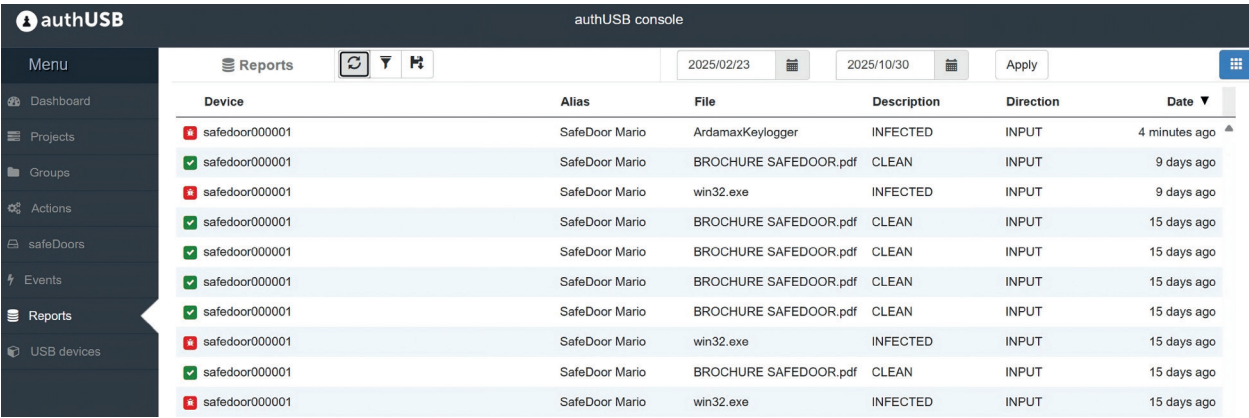 authUSB
authUSB console
Menu
Reports
2025/02/23
2025/10/30
Apply
Dashboard
Projects
Groups
Actions
safeDoors
Events
Reports
USB devices
Device Alias File Description Direction Date ▼
safedoor000001 SafeDoor Mario ArdamaxKeylogger INFECTED INPUT 4 minutes ago
safedoor000001 SafeDoor Mario BROCHURE SAFEDOOR.pdf CLEAN INPUT 9 days ago
safedoor000001 SafeDoor Mario win32.exe INFECTED INPUT 9 days ago
safedoor000001 SafeDoor Mario BROCHURE SAFEDOOR.pdf CLEAN INPUT 15 days ago
safedoor000001 SafeDoor Mario BROCHURE SAFEDOOR.pdf CLEAN INPUT 15 days ago
safedoor000001 SafeDoor Mario BROCHURE SAFEDOOR.pdf CLEAN INPUT 15 days ago
safedoor000001 SafeDoor Mario BROCHURE SAFEDOOR.pdf CLEAN INPUT 15 days ago
safedoor000001 SafeDoor Mario win32.exe INFECTED INPUT 15 days ago
safedoor000001 SafeDoor Mario BROCHURE SAFEDOOR.pdf CLEAN INPUT 15 days ago
safedoor000001 SafeDoor Mario win32.exe INFECTED INPUT 15 days ago